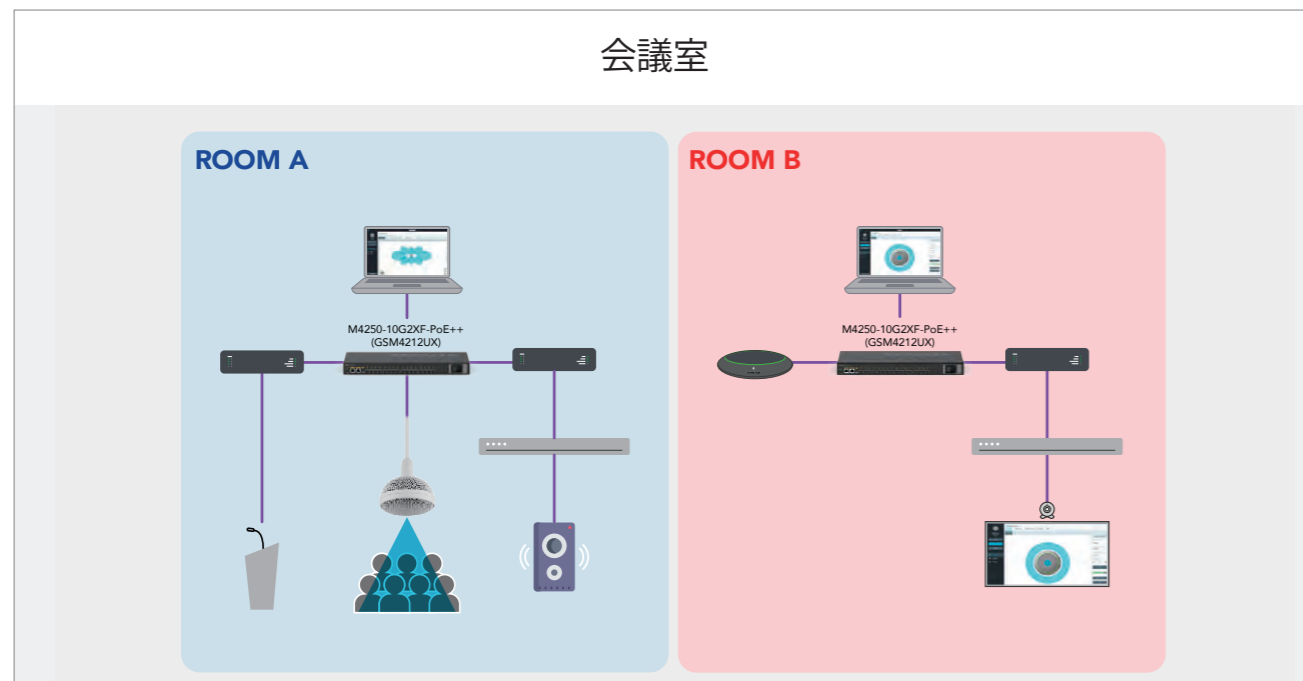 会議室
ROOM A
ROOM B
M4250-10G2XF-PoE++
(GSM4212UX)
M4250-10G2XF-PoE++
(GSM4212UX)